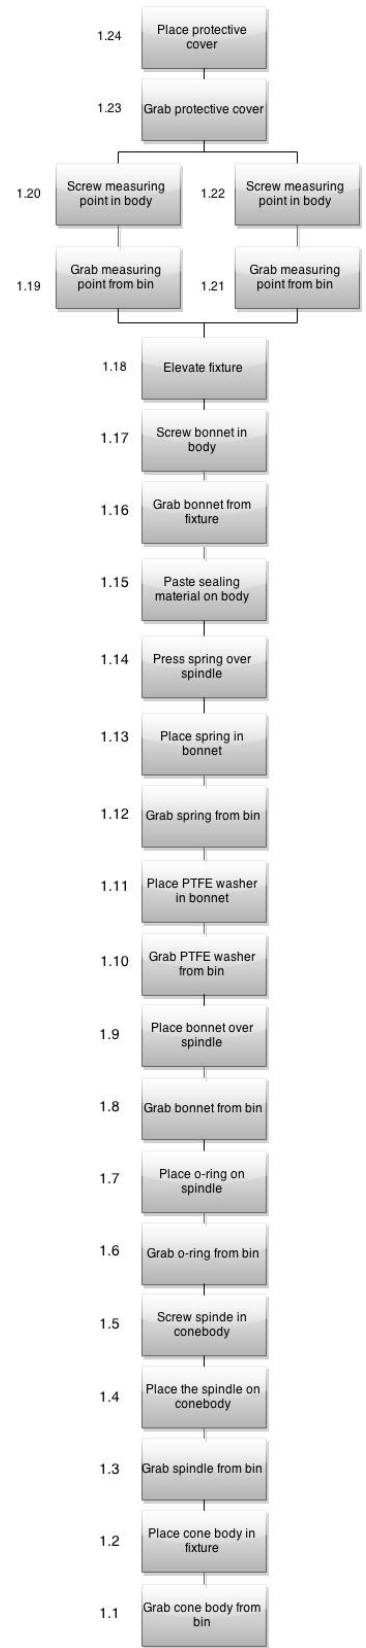 1.24
Place protective
cover
1.23
Grab protective cover
1.20
Screw measuring
point in body
1.22
Screw measuring
point in body
1.19
Grab measuring
point from bin
1.21
Grab measuring
point from bin
1.18
Elevate fixture
1.17
Screw bonnet in
body
1.16
Grab bonnet from
fixture
1.15
Paste sealing
material on body
1.14
Press spring over
spindle
1.13
Place spring in
bonnet
1.12
Grab spring from bin
1.11
Place PTFE washer
in bonnet
1.10
Grab PTFE washer
from bin
1.9
Place bonnet over
spindle
1.8
Grab bonnet from bin
1.7
Place o-ring on
spindle
1.6
Grab o-ring from bin
1.5
Screw spinde in
conebody
1.4
Place the spindle on
conebody
1.3
Grab spindle from bin
1.2
Place cone body in
fixture
1.1
Grab cone body from
bin